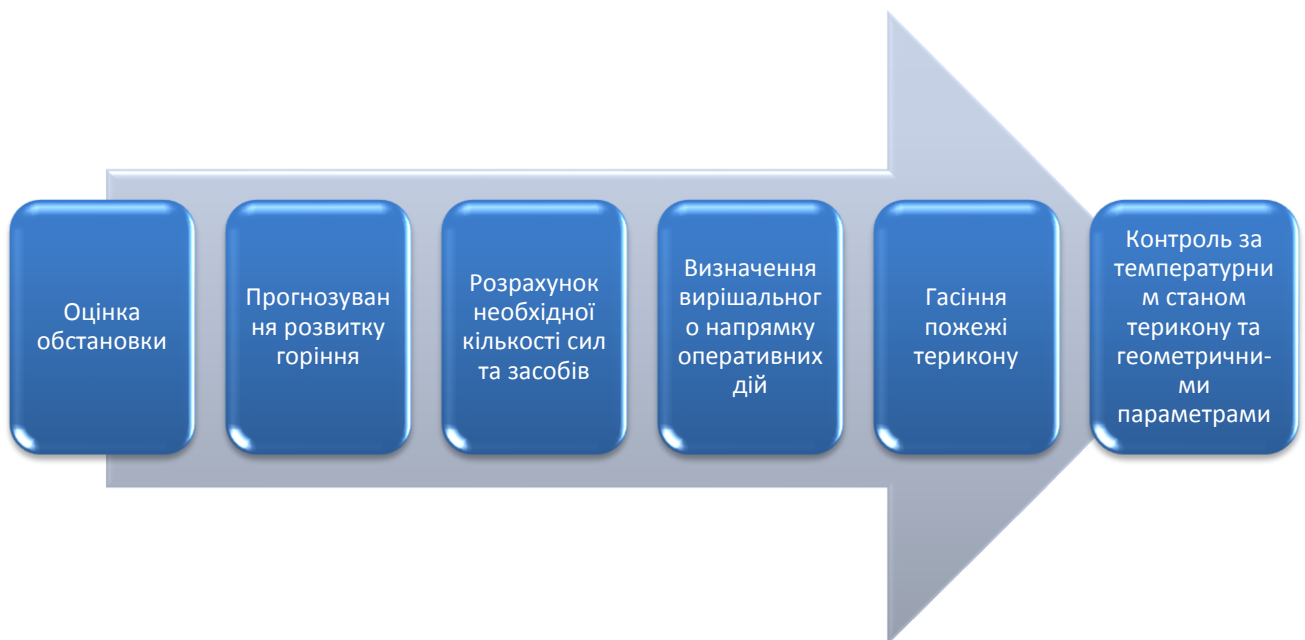 Оцінка
обстановки
Прогнозуван
ня розвитку
горіння
Розрахунок
необхідної
кількості сил
та засобів
Визначення
вирішальног
о напрямку
оперативних
дій
Гасіння
пожежі
терикону
Контроль за
температурни
м станом
терикону та
геометрични-
ми
параметрами